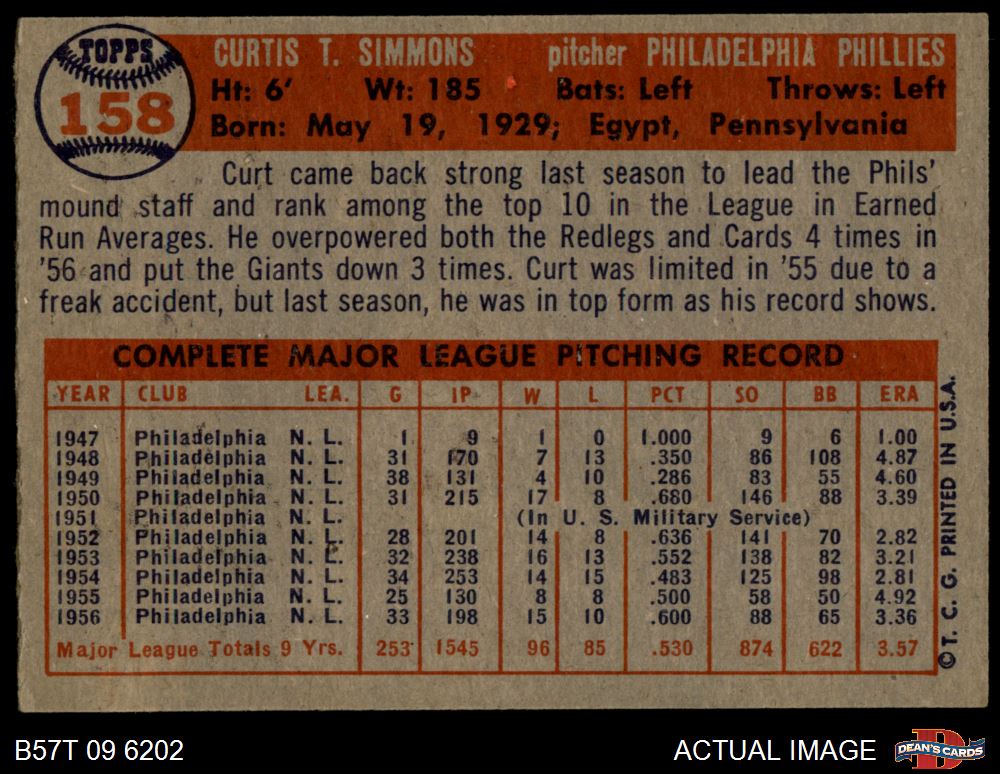 TOPPS
158
CURTIS T. SIMMONS pitcher PHILADELPHIA PHILLIES
Ht: 6' Wt: 185 Bats: Left Throws: Left
Born: May 19, 1929; Egypt, Pennsylvania
Curt came back strong last season to lead the Phils'
mound staff and rank among the top 10 in the League in Earned
Run Averages. He overpowered both the Redlegs and Cards 4 times in
'56 and put the Giants down 3 times. Curt was limited in '55 due to a
freak accident, but last season, he was in top form as his record shows.
COMPLETE MAJOR LEAGUE PITCHING RECORD
YEAR CLUB LEA. G IP W L PCT SO BB ERA
1947 Philadelphia N. L. 1 9 1 0 1.000 9 6 1.00
1948 Philadelphia N. L. 31 170 7 13 .350 86 108 4.87
1949 Philadelphia N. L. 38 131 4 10 .286 83 55 4.60
1950 Philadelphia N. L. 31 215 17 8 .680 146 88 3.39
1951 Philadelphia N. L. (In U. S. Military Service)
1952 Philadelphia N. L. 28 201 14 8 .636 141 70 2.82
1953 Philadelphia N. L. 32 238 16 13 .552 138 82 3.21
1954 Philadelphia N. L. 34 253 14 15 .483 125 98 2.81
1955 Philadelphia N. L. 25 130 8 8 .500 58 50 4.92
1956 Philadelphia N. L. 33 198 15 10 .600 88 65 3.36
Major League Totals 9 Yrs. 253 1545 96 85 .530 874 622 3.57
© T. C. G. PRINTED IN U.S.A.
B57T 09 6202
ACTUAL IMAGE
DEAN'S CARDS